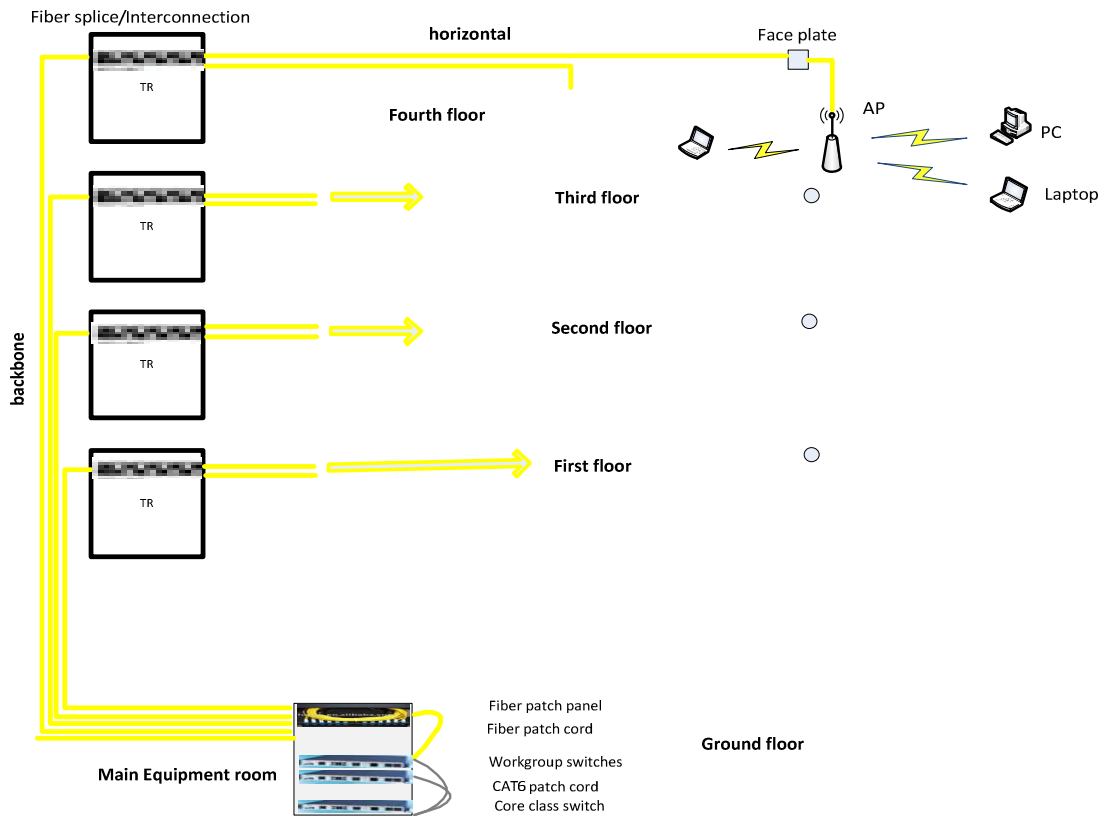 Fiber splice/Interconnection
horizontal
Face plate
TR
Fourth floor
AP
PC
Laptop
TR
Third floor
TR
Second floor
backbone
TR
First floor
Fiber patch panel
Fiber patch cord
Ground floor
Main Equipment room
Workgroup switches
CAT6 patch cord
Core class switch